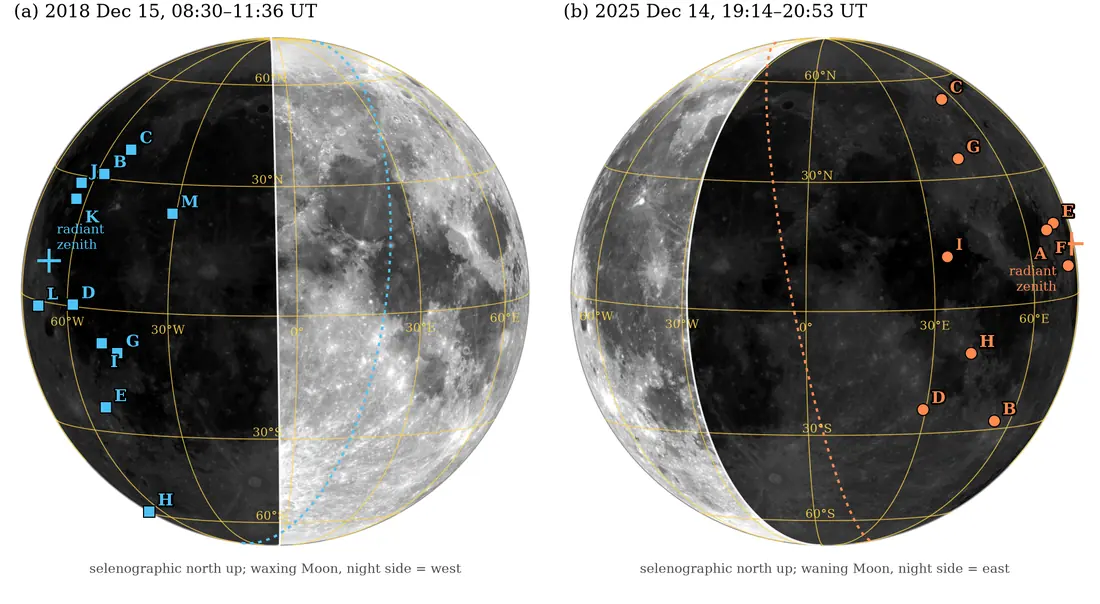 (a) 2018 Dec 15, 08:30–11:36 UT
60°N
C
B
J
30°N
M
K
radiant
zenith
L
D
60°W
30°W
0°
30°E
60°E
G
I
E
30°S
H
60°S
selenographic north up; waxing Moon, night side = west
(b) 2025 Dec 14, 19:14–20:53 UT
60°N
C
G
30°N
E
I
A
F
radiant
zenith
60°W
30°W
0°
30°E
60°E
H
D
B
30°S
60°S
selenographic north up; waning Moon, night side = east